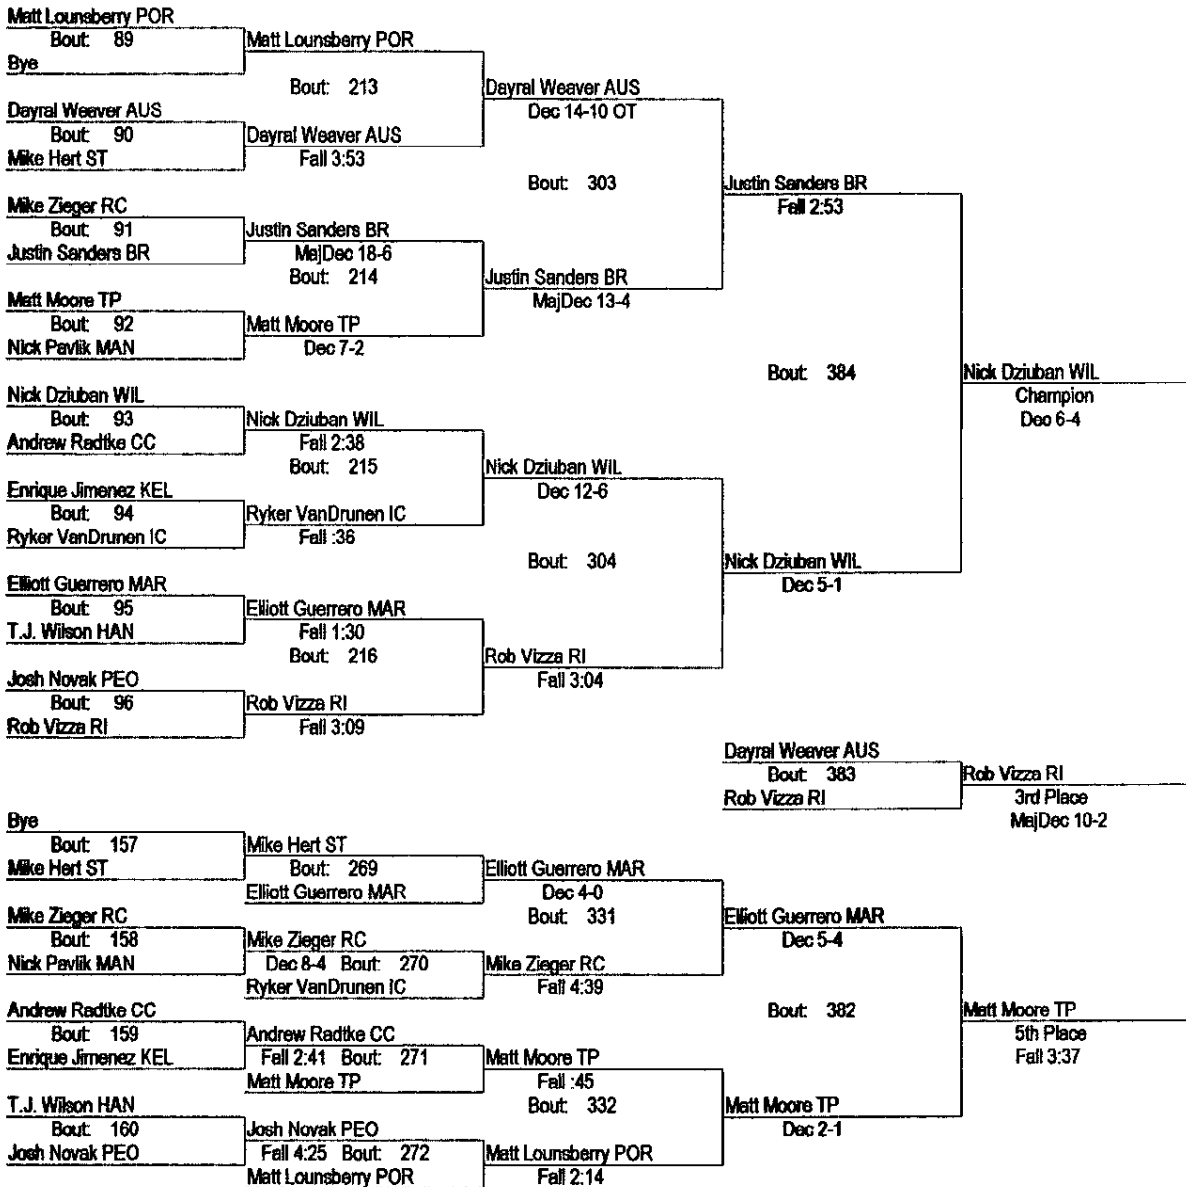 Matt Lounsberry POR
Bout: 89
Bye
Matt Lounsberry POR
Bout: 213
Dayral Weaver AUS
Bout: 90
Mike Hert ST
Dayral Weaver AUS
Fall 3:53
Dayral Weaver AUS
Dec 14-10 OT
Bout: 303
Mike Zieger RC
Bout: 91
Justin Sanders BR
Justin Sanders BR
MajDec 18-6
Bout: 214
Matt Moore TP
Bout: 92
Nick Pavlik MAN
Matt Moore TP
Dec 7-2
Justin Sanders BR
MajDec 13-4
Justin Sanders BR
Fall 2:53
Bout: 384
Nick Dziuban WIL
Champion
Dec 6-4
Nick Dziuban WIL
Bout: 93
Andrew Radtke CC
Nick Dziuban WIL
Fall 2:38
Bout: 215
Enrique Jimenez KEL
Bout: 94
Ryker VanDrunen IC
Ryker VanDrunen IC
Fall :36
Nick Dziuban WIL
Dec 12-6
Bout: 304
Elliott Guerrero MAR
Bout: 95
T.J. Wilson HAN
Elliott Guerrero MAR
Fall 1:30
Bout: 216
Josh Novak PEO
Bout: 96
Rob Vizza RI
Rob Vizza RI
Fall 3:09
Rob Vizza RI
Fall 3:04
Nick Dziuban WIL
Dec 5-1
Dayral Weaver AUS
Bout: 383
Rob Vizza RI
Rob Vizza RI
3rd Place
MajDec 10-2
Bye
Bout: 157
Mike Hert ST
Mike Hert ST
Bout: 269
Elliott Guerrero MAR
Elliott Guerrero MAR
Dec 4-0
Bout: 331
Mike Zieger RC
Bout: 158
Nick Pavlik MAN
Mike Zieger RC
Dec 8-4 Bout: 270
Ryker VanDrunen IC
Mike Zieger RC
Fall 4:39
Elliott Guerrero MAR
Dec 5-4
Bout: 382
Matt Moore TP
5th Place
Fall 3:37
Andrew Radtke CC
Bout: 159
Enrique Jimenez KEL
Andrew Radtke CC
Fall 2:41 Bout: 271
Matt Moore TP
Matt Moore TP
Fall :45
Bout: 332
T.J. Wilson HAN
Bout: 160
Josh Novak PEO
Josh Novak PEO
Fall 4:25 Bout: 272
Matt Lounsberry POR
Matt Lounsberry POR
Fall 2:14
Matt Moore TP
Dec 2-1